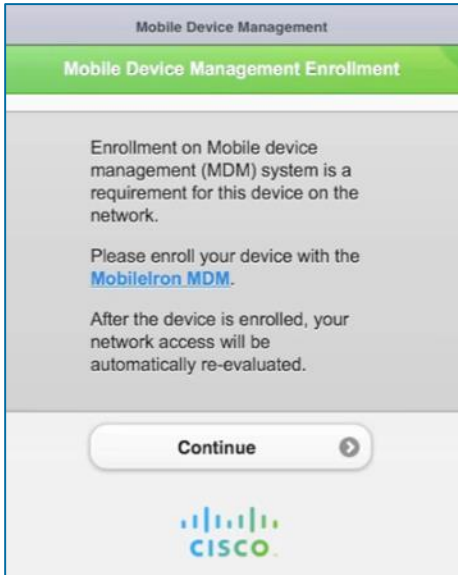 Mobile Device Management
Mobile Device Management Enrollment
Enrollment on Mobile device
management (MDM) system is a
requirement for this device on the
network.
Please enroll your device with the
MobileIron MDM.
After the device is enrolled, your
network access will be
automatically re-evaluated.
Continue
CISCO